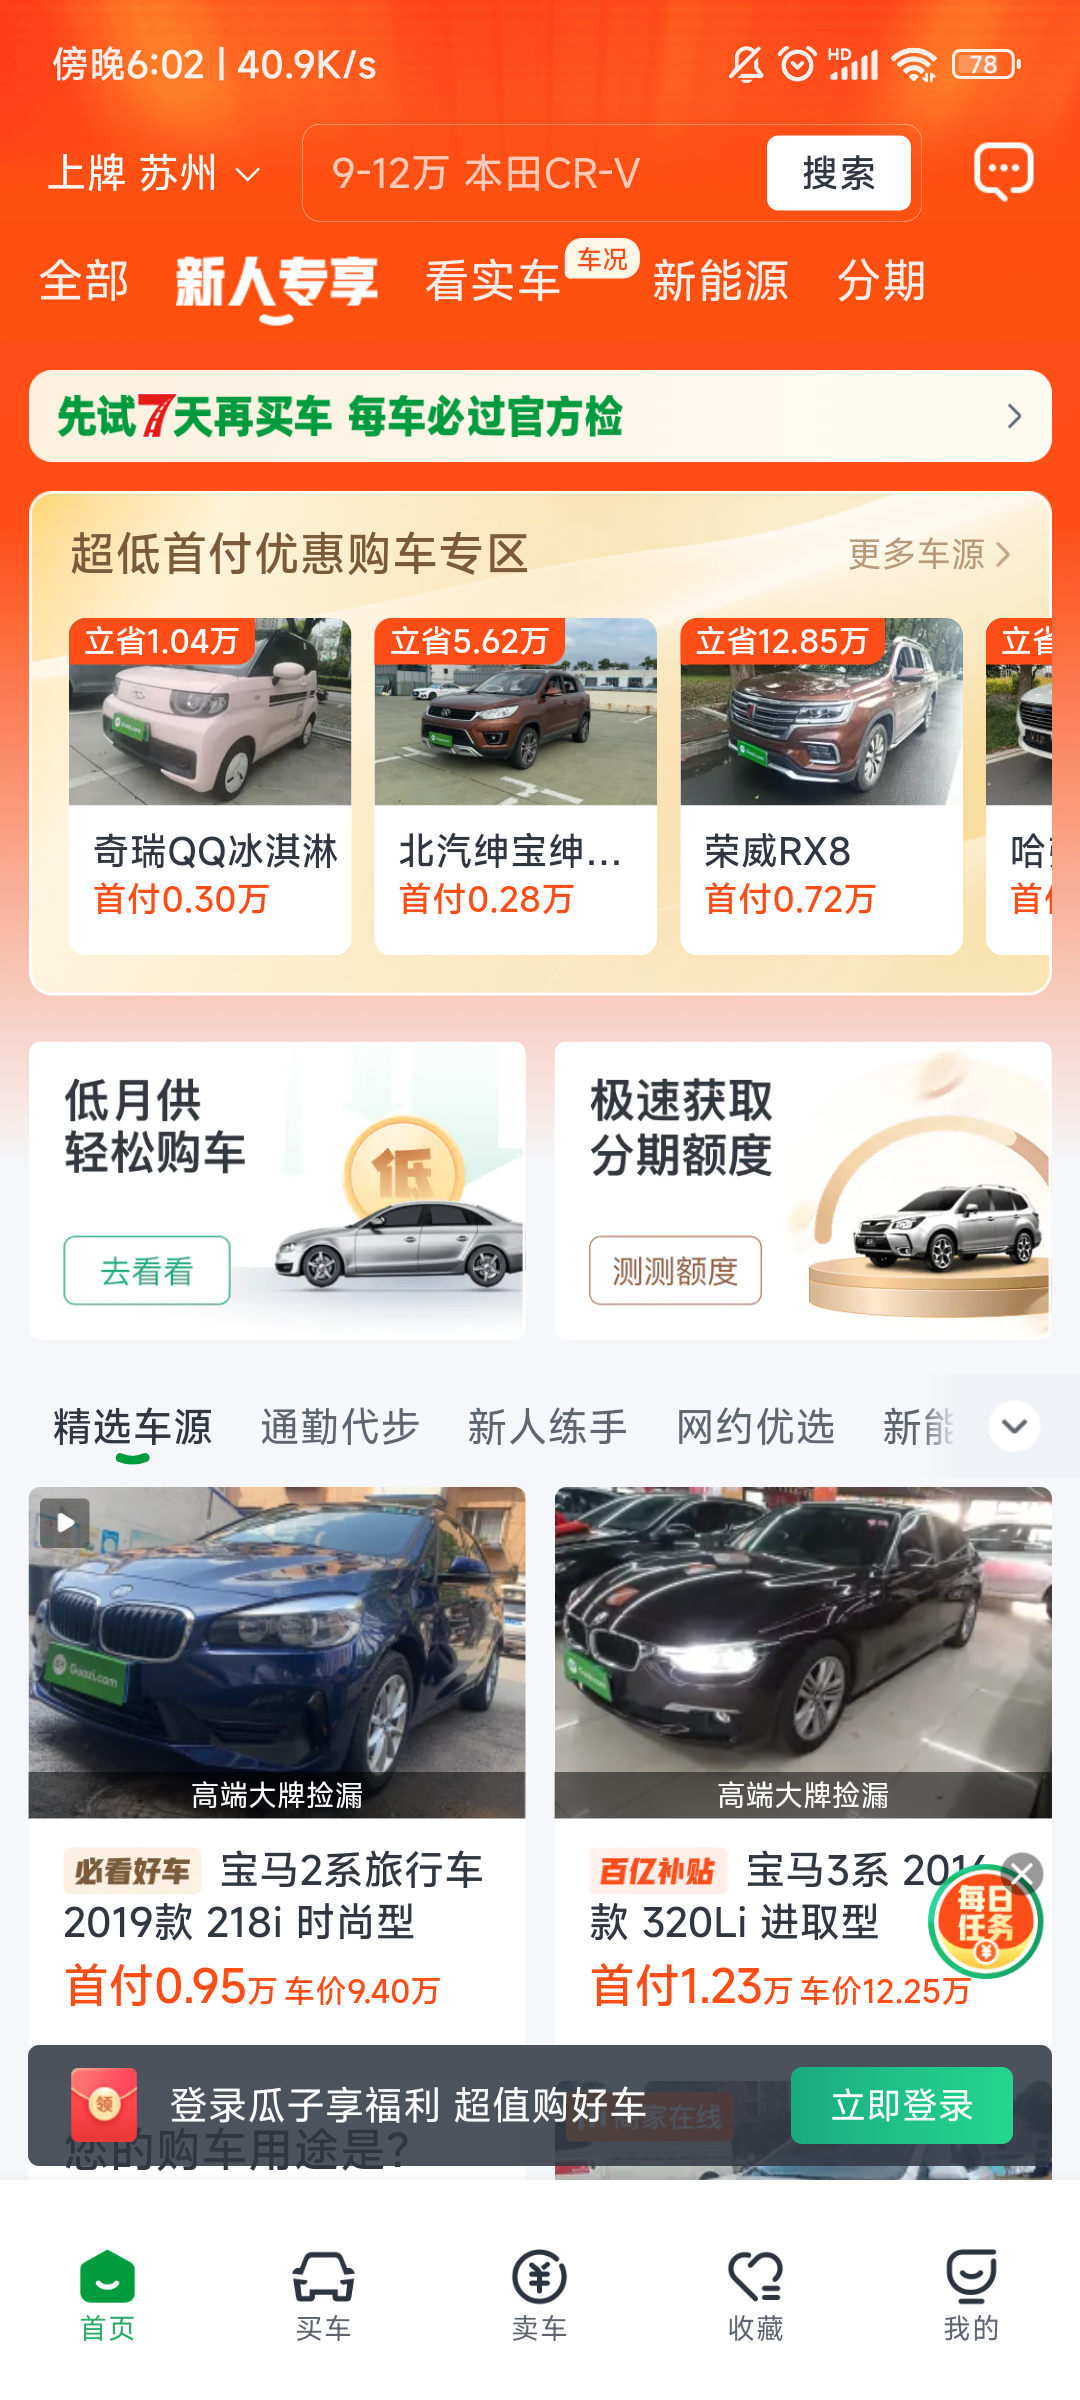 傍晚6:02 | 40.9K/s
HD
78
上牌 苏州
9-12万 本田CR-V
搜索
全部
新人专享
看实车
车况
新能源
分期
先试7天再买车 每车必过官方检
超低首付优惠购车专区
更多车源
立省1.04万
立省5.62万
立省12.85万
立省
奇瑞QQ冰淇淋
北汽绅宝绅...
荣威RX8
首付0.30万
首付0.28万
首付0.72万
首
低月供
轻松购车
低
去看看
极速获取
分期额度
测测额度
精选车源
通勤代步
新人练手
网约优选
新能
Guazi.com
高端大牌捡漏
高端大牌捡漏
必看好车 宝马2系旅行车
2019款 218i 时尚型
首付0.95万 车价9.40万
百亿补贴 宝马3系 2016
款 320Li 进取型
首付1.23万 车价12.25万
每日
任务
¥
领
登录瓜子享福利 超值购好车
立即登录
商家在线
您的购车用途是?
首页
买车
卖车
收藏
我的